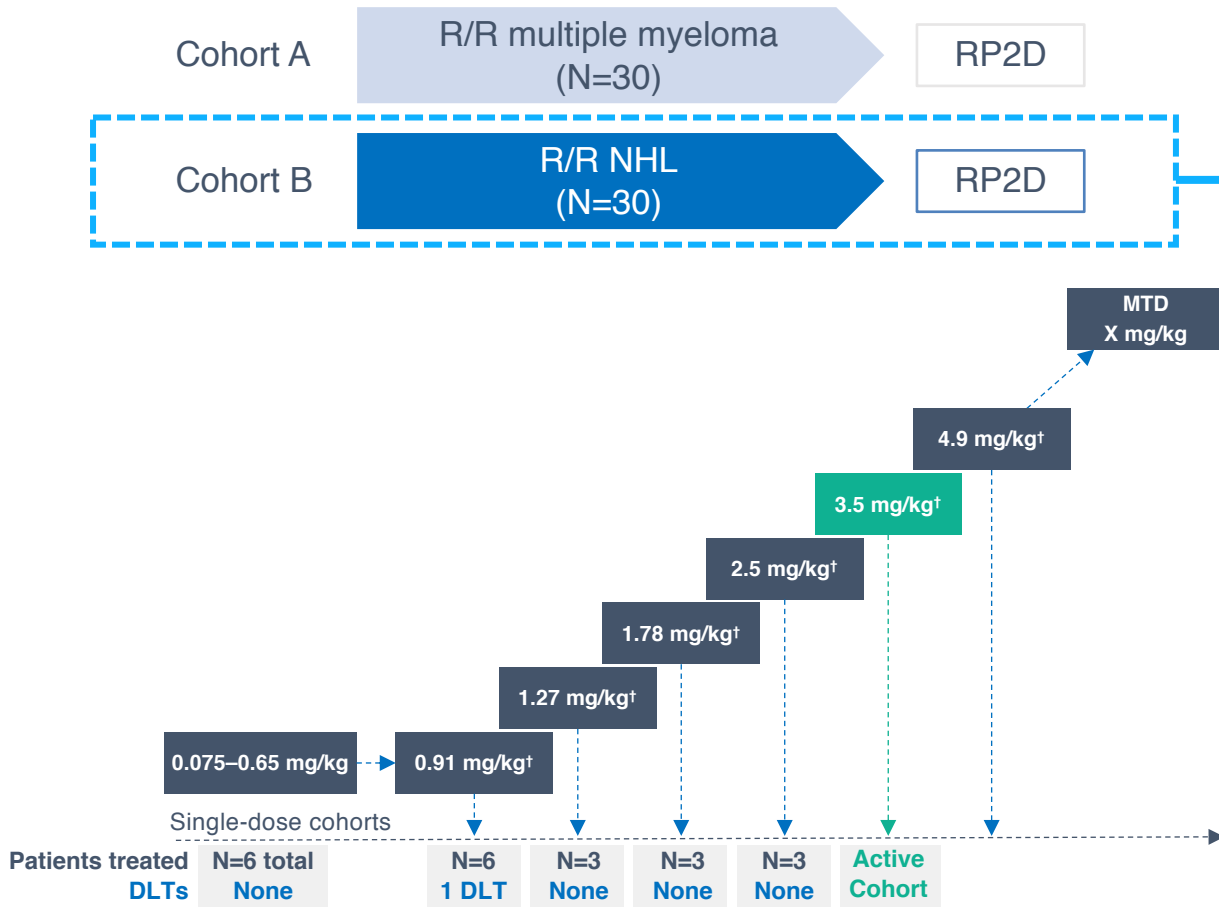 Cohort A
R/R multiple myeloma
(N=30)
RP2D
Cohort B
R/R NHL
(N=30)
RP2D
MTD
X mg/kg
4.9 mg/kg†
3.5 mg/kg†
2.5 mg/kg†
1.78 mg/kg†
1.27 mg/kg†
0.075–0.65 mg/kg
0.91 mg/kg†
Single-dose cohorts
Patients treated
DLTs
N=6 total
None
N=6
1 DLT
N=3
None
N=3
None
N=3
None
Active
Cohort